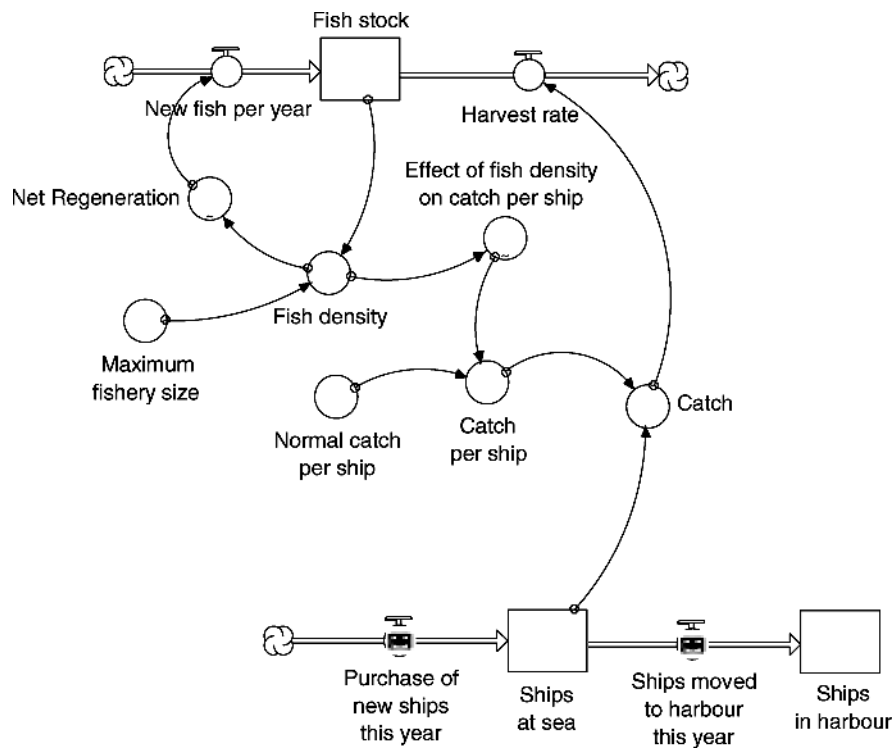 Fish stock
New fish per year
Harvest rate
Effect of fish density
on catch per ship
Net Regeneration
Fish density
Maximum
fishery size
Normal catch
per ship
Catch
per ship
Catch
Purchase of
new ships
this year
Ships
at sea
Ships moved
to harbour
this year
Ships
in harbour